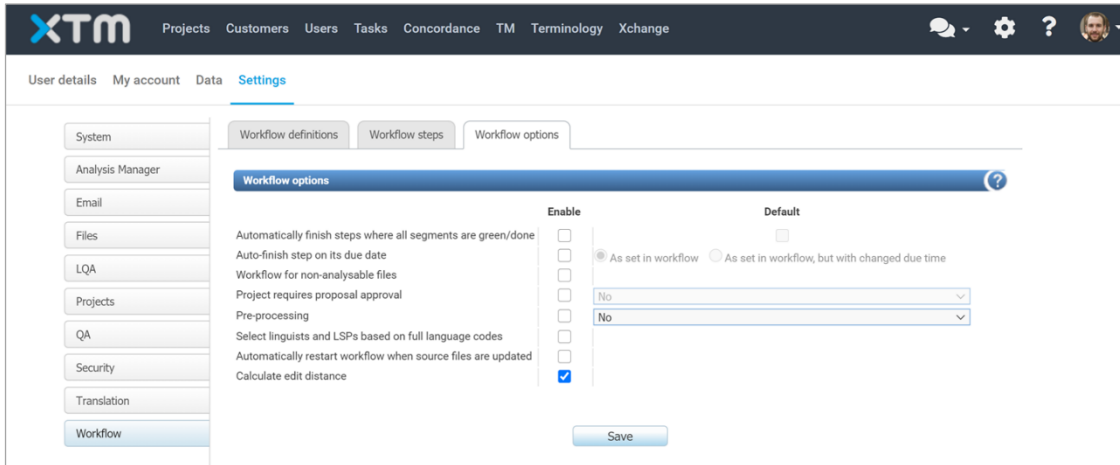 XTM Projects Customers Users Tasks Concordance TM Terminology Xchange ?
User details My account Data Settings
System
Analysis Manager
Email
Files
LQA
Projects
QA
Security
Translation
Workflow
Workflow definitions Workflow steps Workflow options
Workflow options ?
Enable Default
Automatically finish steps where all segments are green/done
Auto-finish step on its due date As set in workflow As set in workflow, but with changed due time
Workflow for non-analysable files
Project requires proposal approval No
Pre-processing No
Select linguists and LSPs based on full language codes
Automatically restart workflow when source files are updated
Calculate edit distance
Save